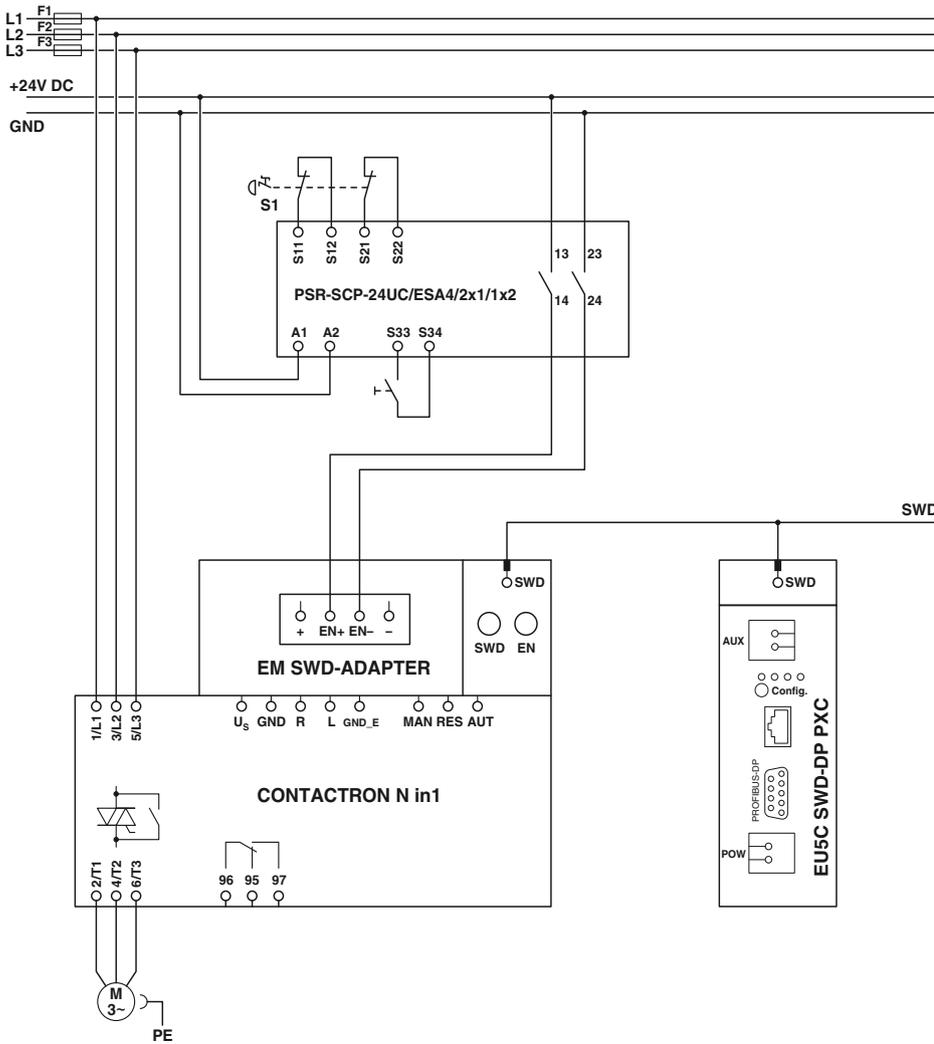 L1 F1
L2 F2
L3 F3
+24V DC
GND
S1
S11 S12 S21 S22
13 23
PSR-SCP-24UC/ESA4/2x1/1x2
14 24
A1 A2 S33 S34
SWD
SWD SWD
+ EN+ EN– –
SWD EN
EM SWD-ADAPTER
AUX
Config.
1/L1 3/L2 5/L3
US GND R L GND_E MAN RES AUT
CONTACTRON N in1
PROFIBUS-DP
EU5C SWD-DP PXC
POW
2/T1 4/T2 6/T3
96 95 97
M
3~
PE